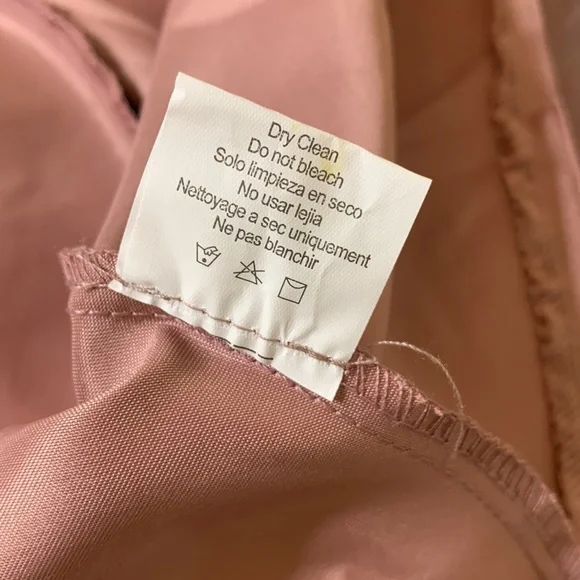 Dry Clean
Do not bleach
Solo limpieza en seco
No usar lejia
Nettoyage a sec uniquement
Ne pas blanchir